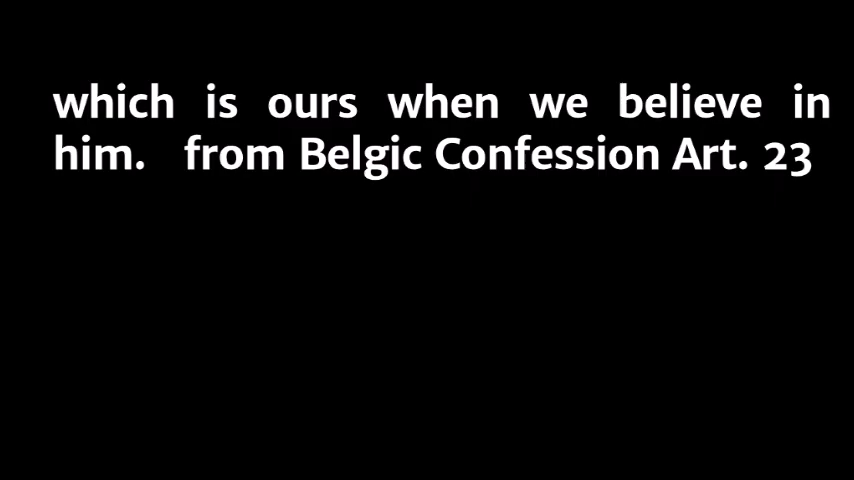 which is ours when we believe in
him. from Belgic Confession Art. 23